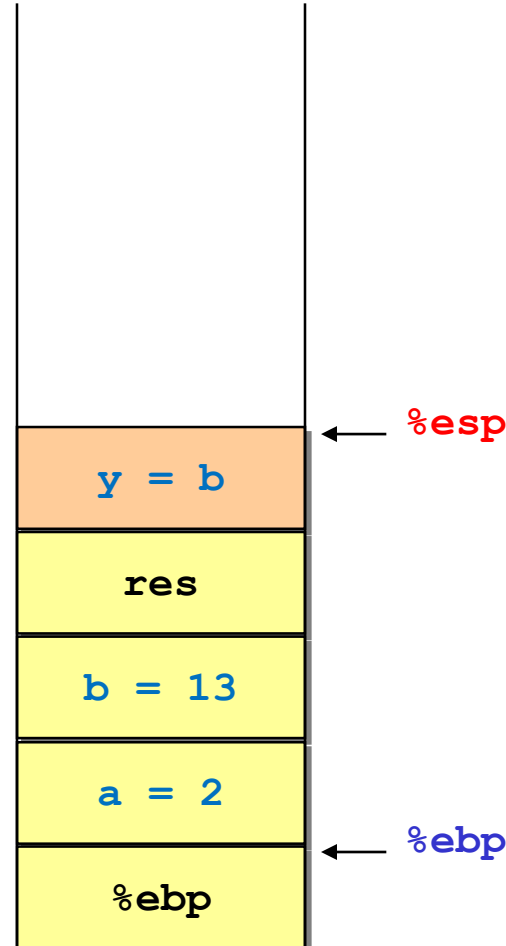 %esp
y = b
res
b = 13
a = 2
%ebp
%ebp